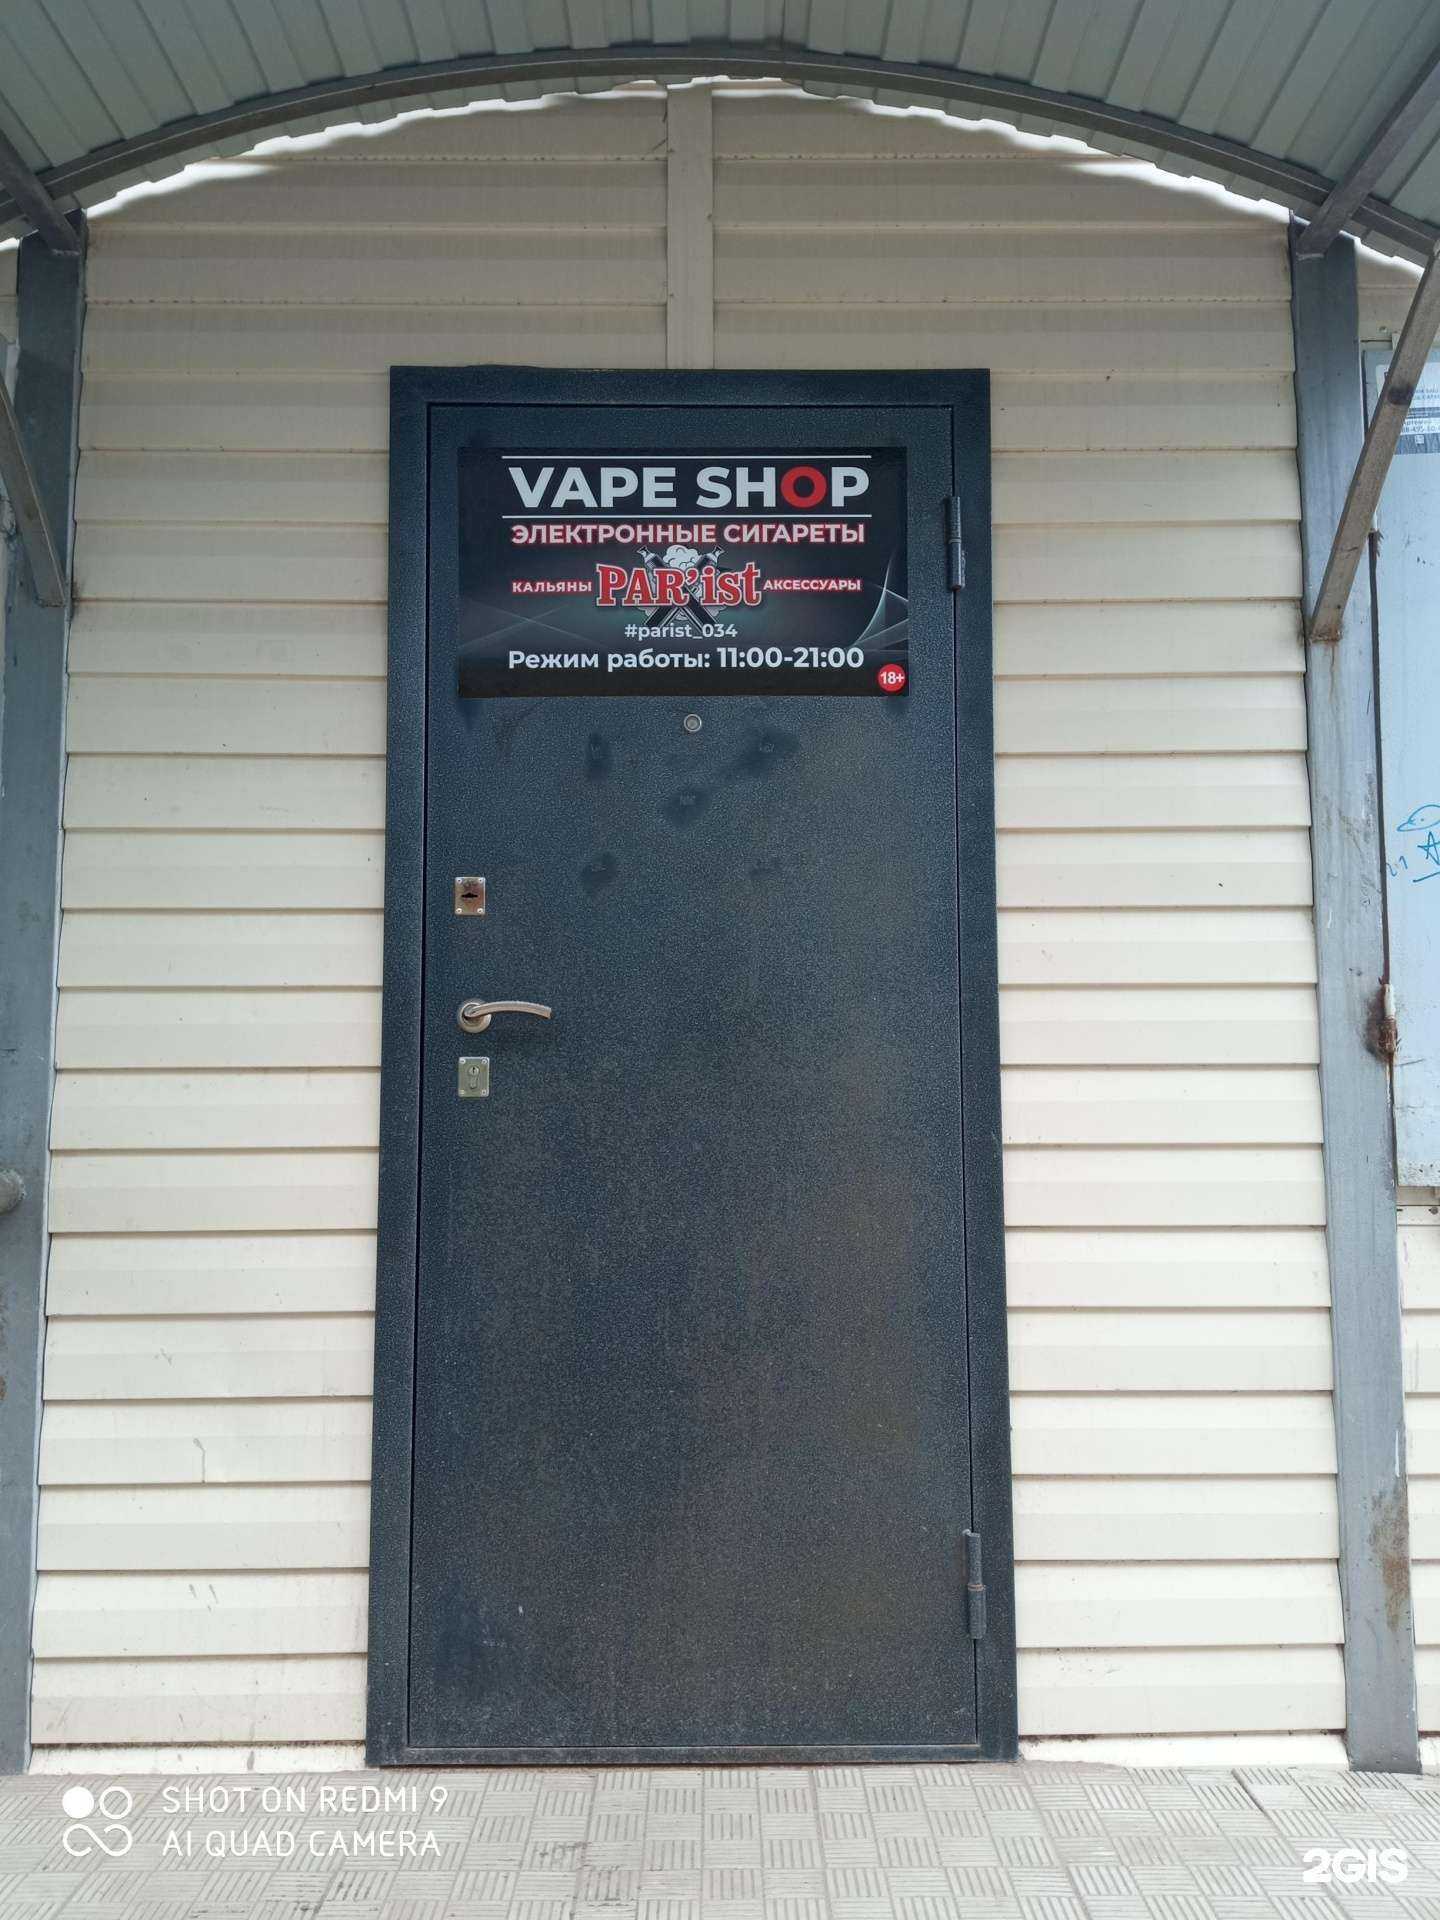 VAPE SHOP
ЭЛЕКТРОННЫЕ СИГАРЕТЫ
КАЛЬЯНЫ PAR'ist АКСЕССУАРЫ
#parist_034
Режим работы: 11:00-21:00
18+
SHOT ON REDMI 9
AI QUAD CAMERA
2GIS